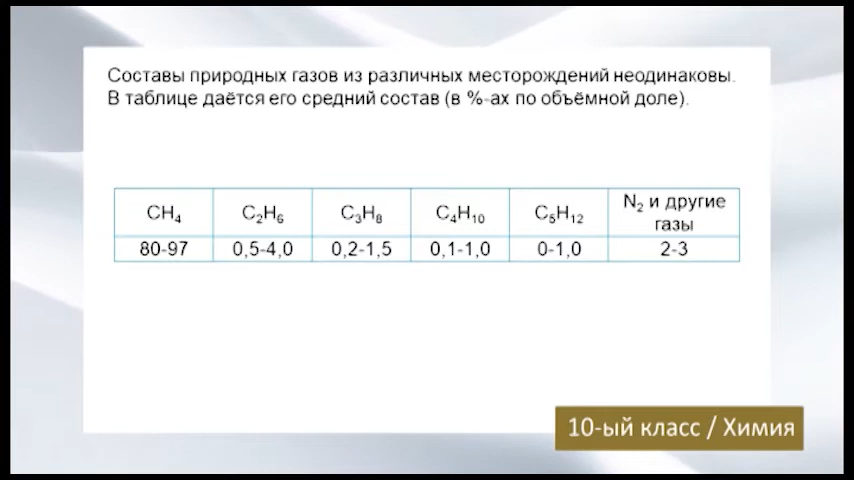 Составы природных газов из различных месторождений неодинаковы.
В таблице даётся его средний состав (в %-ах по объёмной доле).
CH₄ C₂H₆ C₃H₈ C₄H₁₀ C₅H₁₂ N₂ и другие газы
80-97 0,5-4,0 0,2-1,5 0,1-1,0 0-1,0 2-3
10-ый класс / Химия